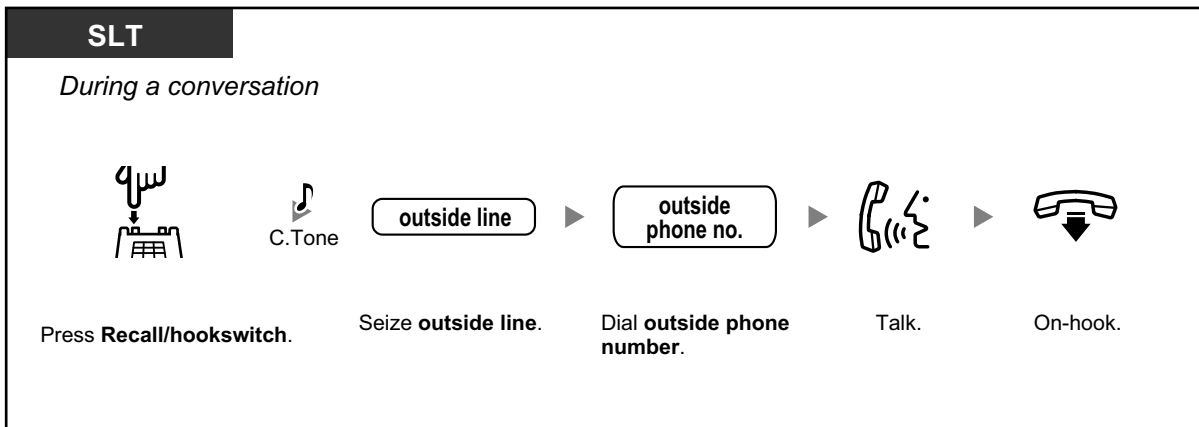 SLT
During a conversation
C.Tone
outside line
outside
phone no.
Press Recall/hookswitch.
Seize outside line.
Dial outside phone
number.
Talk.
On-hook.